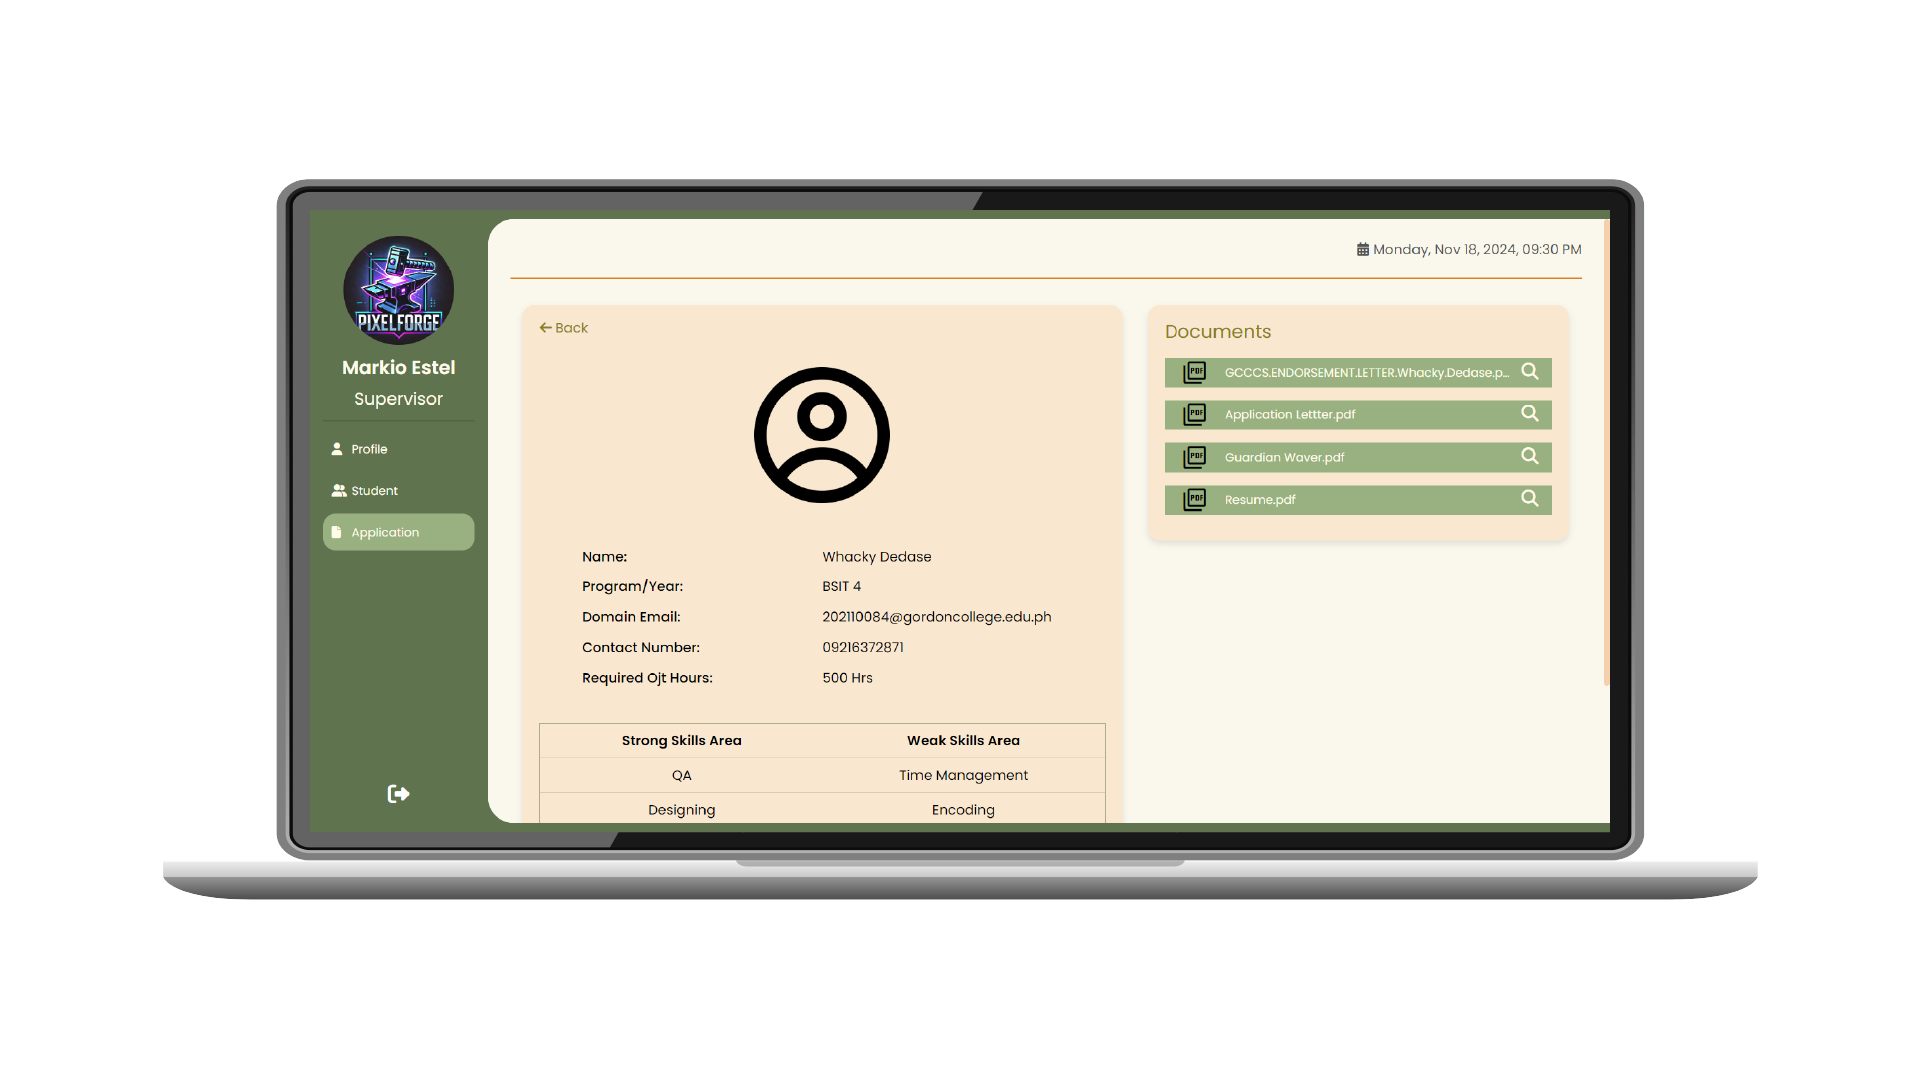 PIXELFORGE
Markio Estel
Supervisor
Profile
Student
Application
Monday, Nov 18, 2024, 09:30 PM
Back
Name: Whacky Dedase
Program/Year: BSIT 4
Domain Email: 202110084@gordoncollege.edu.ph
Contact Number: 09216372871
Required Ojt Hours: 500 Hrs
Strong Skills Area Weak Skills Area
QA Time Management
Designing Encoding
Documents
PDF GCCCS.ENDORSEMENT.LETTER.Whacky.Dedase.p...
PDF Application Lettter.pdf
PDF Guardian Waver.pdf
PDF Resume.pdf